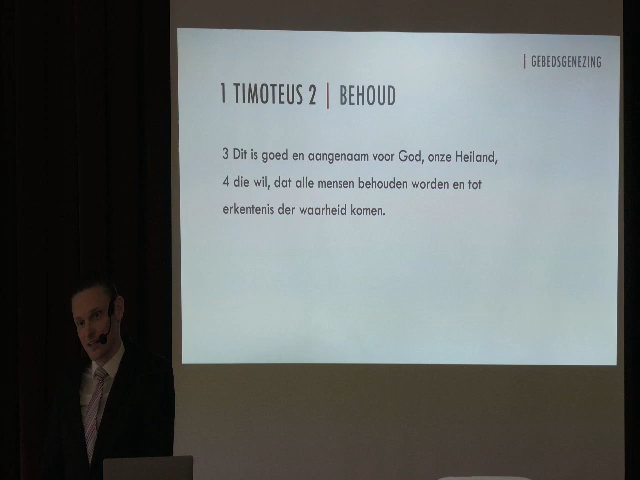 | GEBEDSGENEZING
1 TIMOTEUS 2 | BEHOUD
3 Dit is goed en aangenaam voor God, onze Heiland,
4 die wil, dat alle mensen behouden worden en tot
erkentenis der waarheid komen.